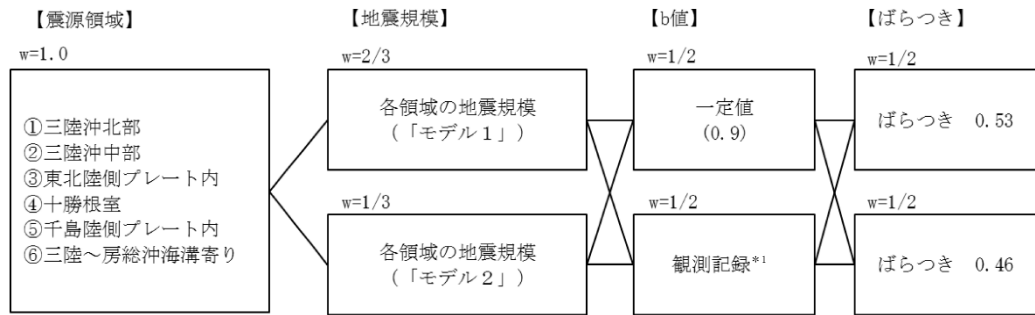 【震源領域】
【地震規模】
【b値】
【ばらつき】
w=1.0
w=2/3
w=1/2
w=1/2
①三陸沖北部
②三陸沖中部
③東北陸側プレート内
④十勝根室
⑤千島陸側プレート内
⑥三陸～房総沖海溝寄り
各領域の地震規模
（「モデル１」）
一定値
(0.9)
ばらつき 0.53
w=1/3
w=1/2
w=1/2
各領域の地震規模
（「モデル２」）
観測記録*1
ばらつき 0.46